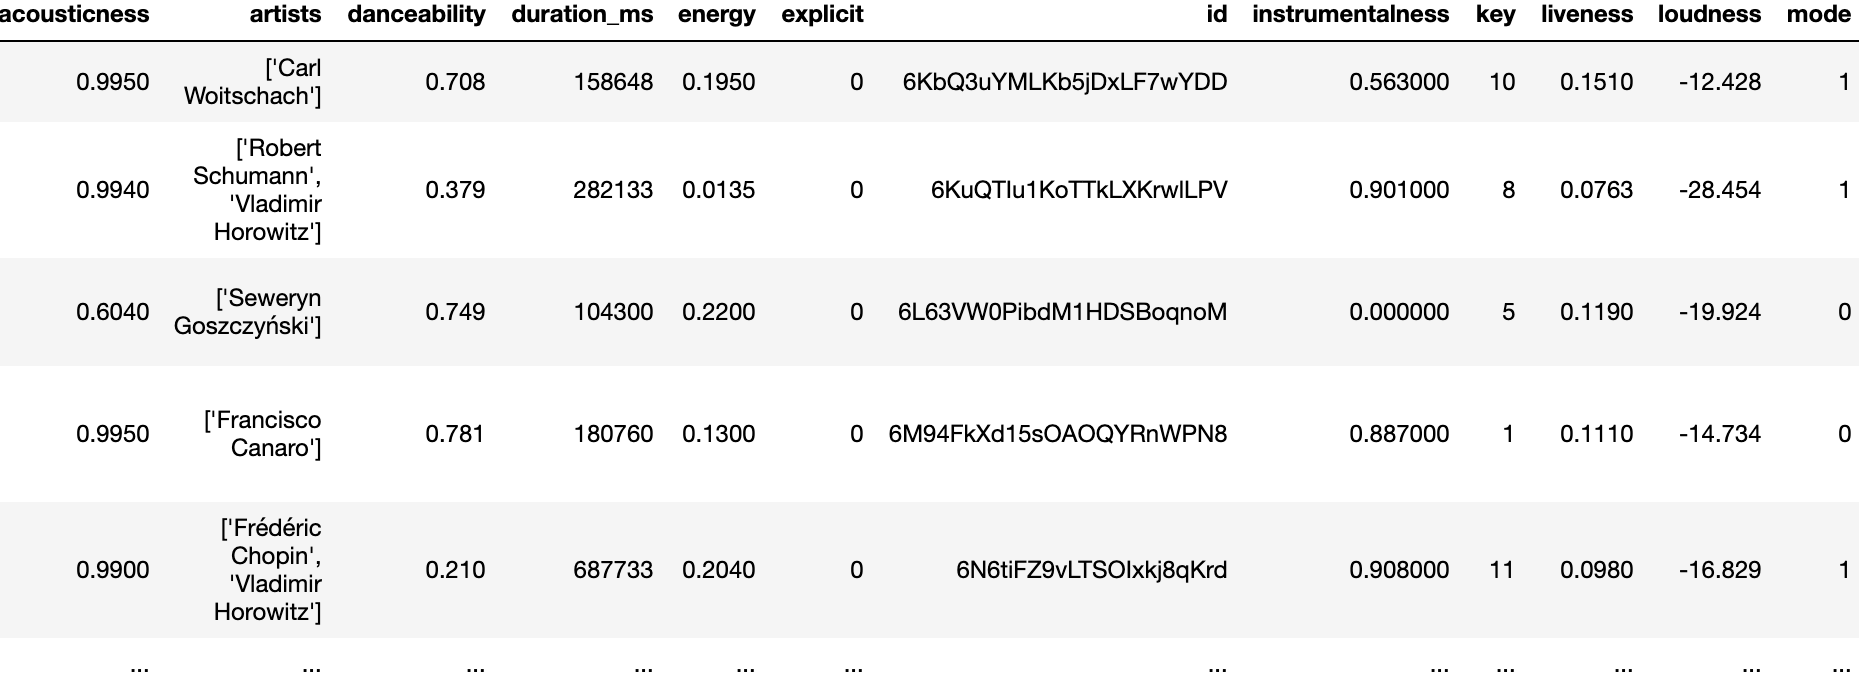 acousticness artists danceability duration_ms energy explicit id instrumentalness key liveness loudness mode
0.9950 ['Carl Woitschach'] 0.708 158648 0.1950 0 6KbQ3uYMLKb5jDxLF7wYDD 0.563000 10 0.1510 -12.428 1
0.9940 ['Robert Schumann', 'Vladimir Horowitz'] 0.379 282133 0.0135 0 6KuQTIu1KoTTkLXKrwlLPV 0.901000 8 0.0763 -28.454 1
0.6040 ['Seweryn Goszczyński'] 0.749 104300 0.2200 0 6L63VW0PibdM1HDSBoqnoM 0.000000 5 0.1190 -19.924 0
0.9950 ['Francisco Canaro'] 0.781 180760 0.1300 0 6M94FkXd15sOAOQYRnWPN8 0.887000 1 0.1110 -14.734 0
0.9900 ['Frédéric Chopin', 'Vladimir Horowitz'] 0.210 687733 0.2040 0 6N6tiFZ9vLTSOIxkj8qKrd 0.908000 11 0.0980 -16.829 1
... ... ... ... ... ... ... ... ... ... ... ...